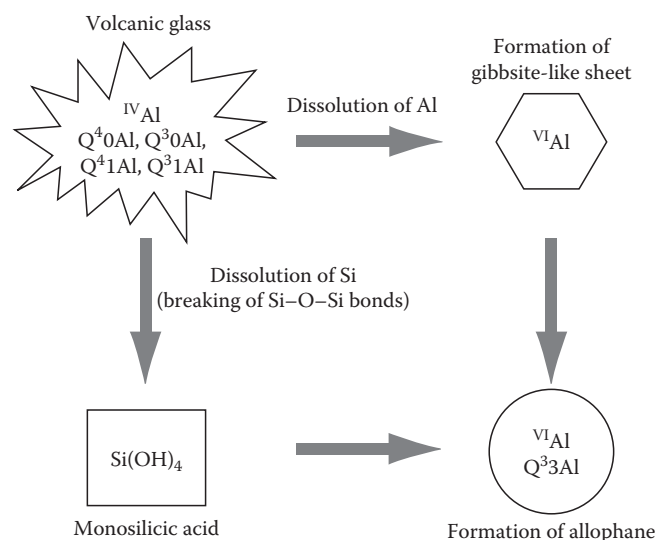 Volcanic glass
ᴵⱽAl
Q⁴0Al, Q³0Al,
Q⁴1Al, Q³1Al
Dissolution of Al
Formation of
gibbsite-like sheet
ⱽᴵAl
Dissolution of Si
(breaking of Si–O–Si bonds)
Si(OH)₄
Monosilicic acid
ⱽᴵAl
Q³3Al
Formation of allophane